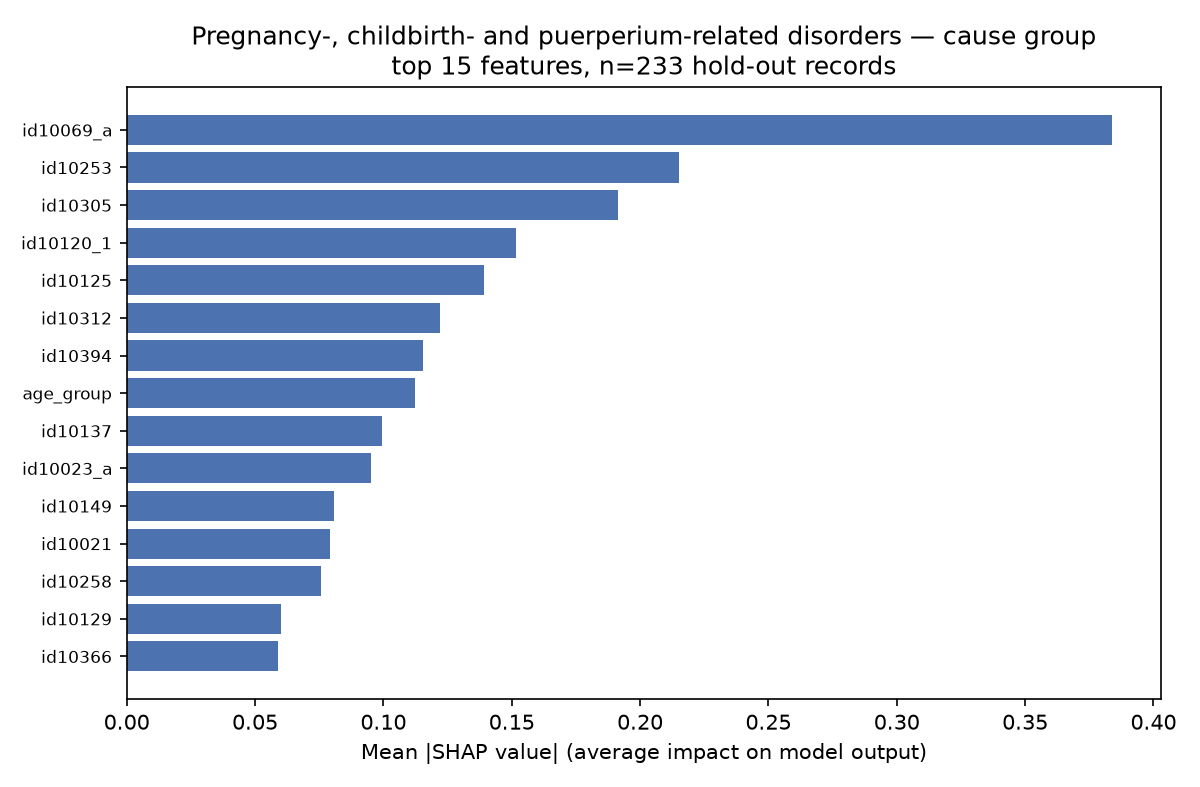 Pregnancy-, childbirth- and puerperium-related disorders — cause group
top 15 features, n=233 hold-out records
id10069_a
id10253
id10305
id10120_1
id10125
id10312
id10394
age_group
id10137
id10023_a
id10149
id10021
id10258
id10129
id10366
0.00 0.05 0.10 0.15 0.20 0.25 0.30 0.35 0.40
Mean |SHAP value| (average impact on model output)